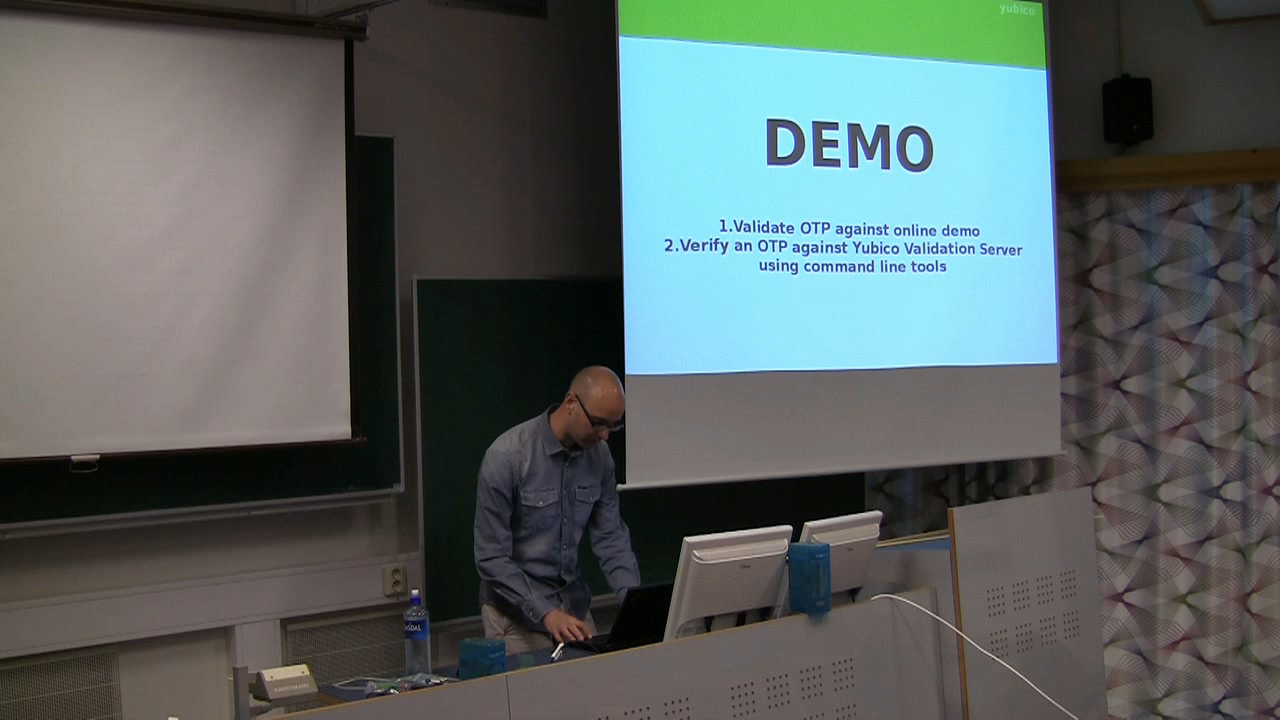 yubico
DEMO
1.Validate OTP against online demo
2.Verify an OTP against Yubico Validation Server
using command line tools